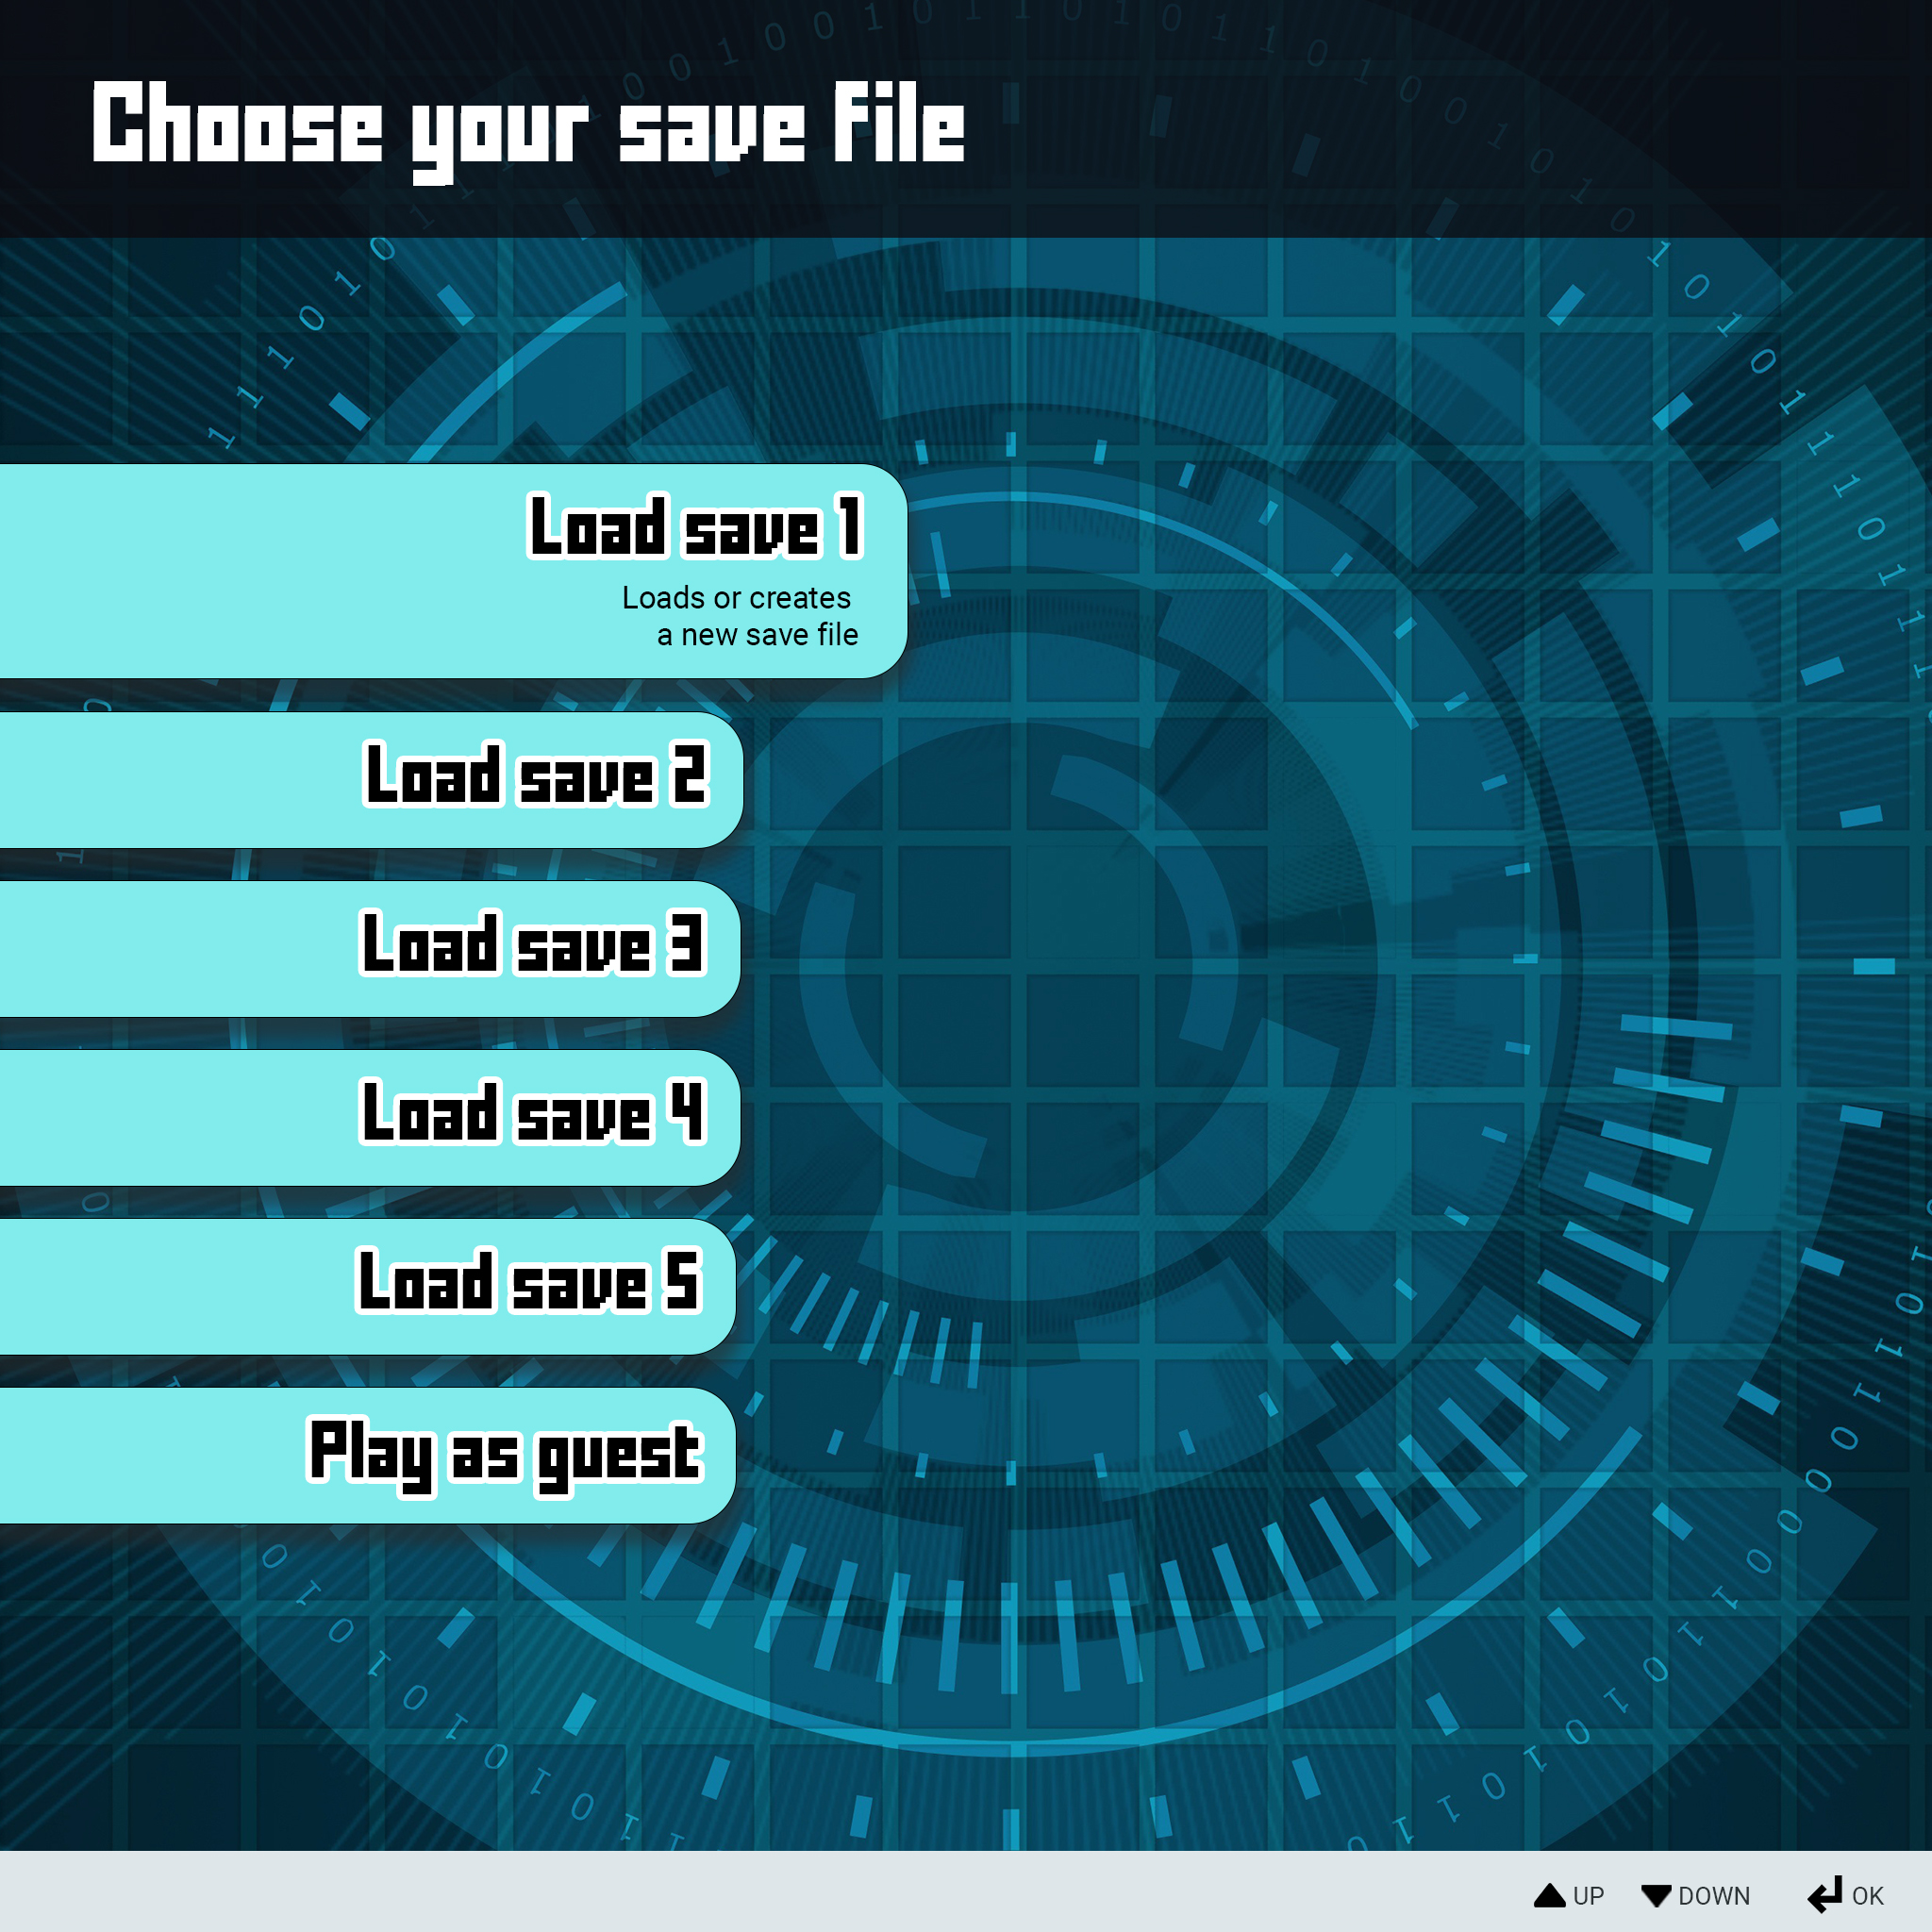 Choose your save file
Load save 1
Loads or creates
a new save file
Load save 2
Load save 3
Load save 4
Load save 5
Play as guest
UP DOWN OK